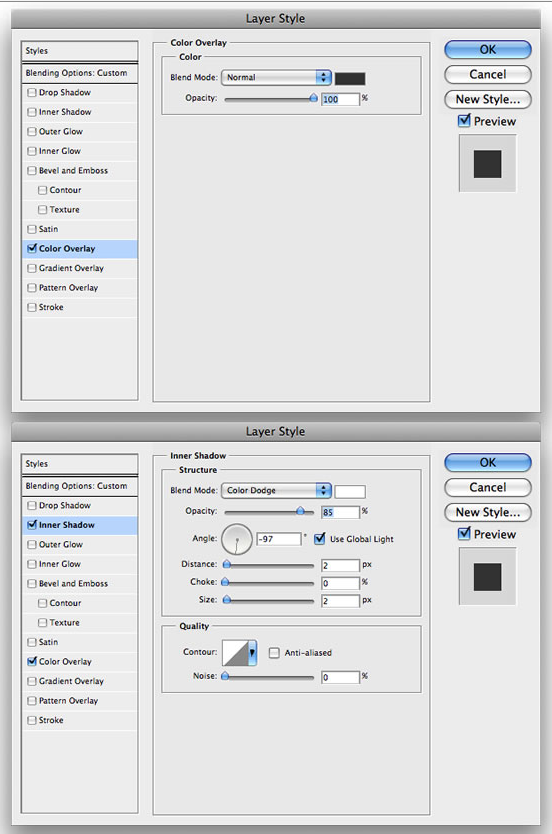 Layer Style
Styles
Blending Options: Custom
Drop Shadow
Inner Shadow
Outer Glow
Inner Glow
Bevel and Emboss
Contour
Texture
Satin
Color Overlay
Gradient Overlay
Pattern Overlay
Stroke
Color Overlay
Color
Blend Mode: Normal
Opacity: 100 %
OK
Cancel
New Style...
Preview
Layer Style
Styles
Blending Options: Custom
Drop Shadow
Inner Shadow
Outer Glow
Inner Glow
Bevel and Emboss
Contour
Texture
Satin
Color Overlay
Gradient Overlay
Pattern Overlay
Stroke
Inner Shadow
Structure
Blend Mode: Color Dodge
Opacity: 85 %
Angle: -97 ° Use Global Light
Distance: 2 px
Choke: 0 %
Size: 2 px
Quality
Contour: Anti-aliased
Noise: 0 %
OK
Cancel
New Style...
Preview